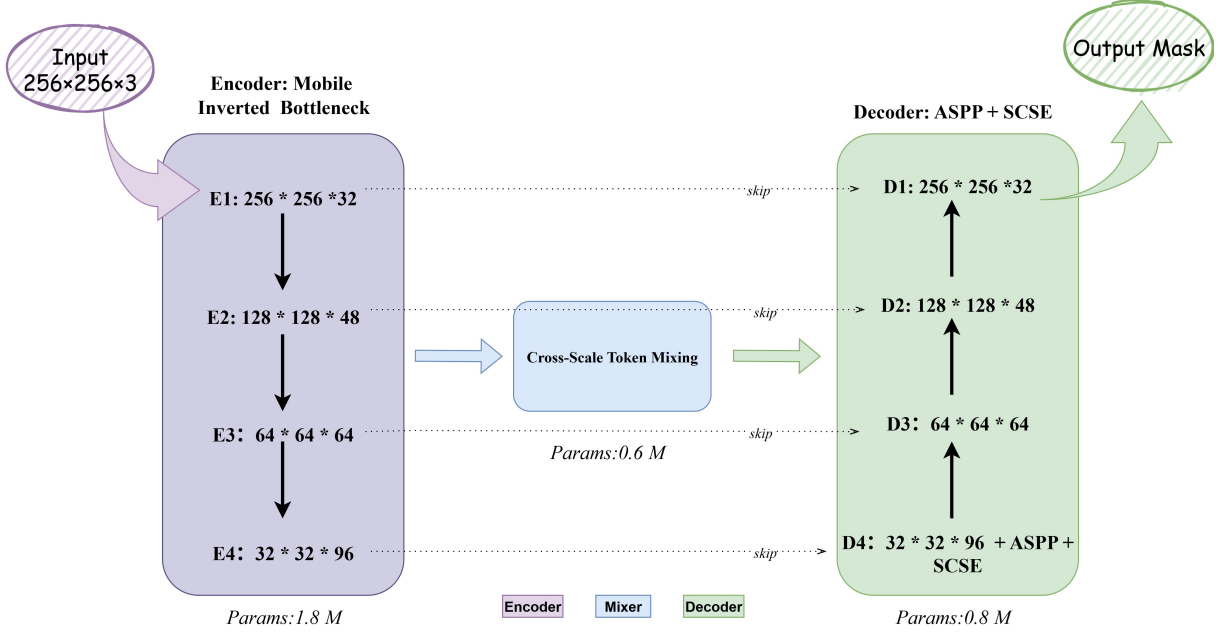 Input
256×256×3
Output Mask
Encoder: Mobile
Inverted Bottleneck
Decoder: ASPP + SCSE
E1: 256 * 256 *32
skip
D1: 256 * 256 *32
E2: 128 * 128 * 48
skip
D2: 128 * 128 * 48
Cross-Scale Token Mixing
E3：64 * 64 * 64
skip
D3：64 * 64 * 64
Params:0.6 M
E4：32 * 32 * 96
skip
D4：32 * 32 * 96 + ASPP +
SCSE
Params:1.8 M
Encoder
Mixer
Decoder
Params:0.8 M